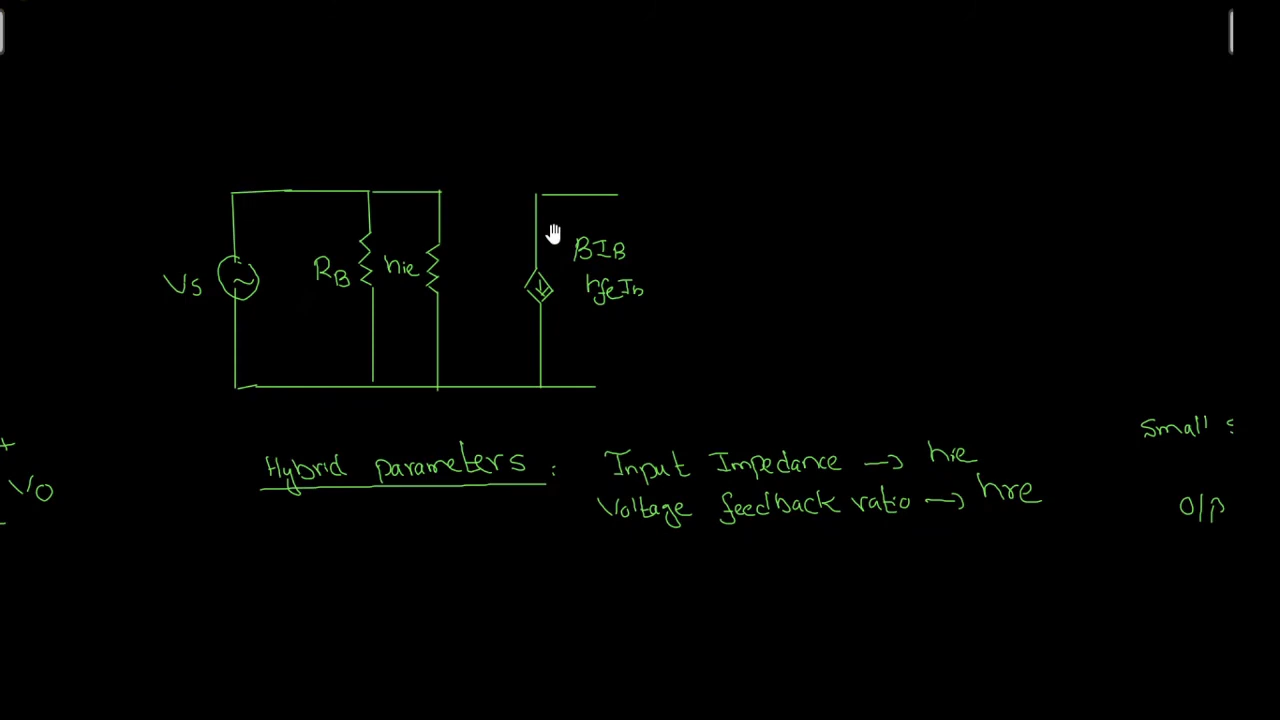 βIB
Vs
RB
hie
hfeIb
Small
+
Hybrid parameters : Input Impedance → hie
Vo
Voltage feedback ratio → hre
O/p
-